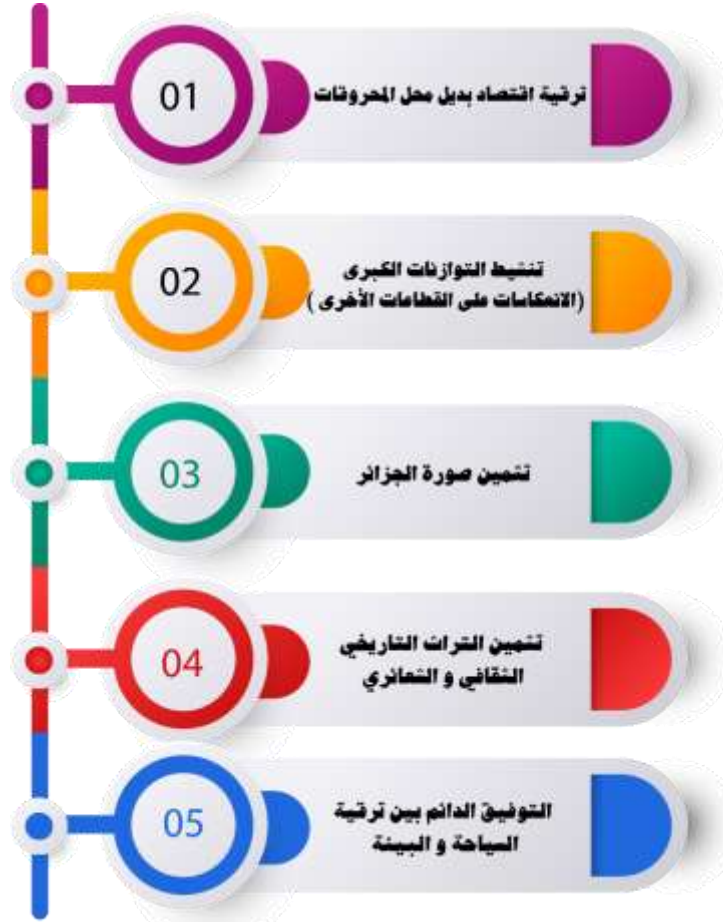 01
ترقية اقتصاد بديل محل المحروقات
02
تنشيط التوازنات الكبرى
(الانعكاسات على القطاعات الأخرى )
03
تثمين صورة الجزائر
04
تثمين التراث التاريخي
الثقافي و الشعائري
05
التوفيق الدائم بين ترقية
السياحة و البيئة